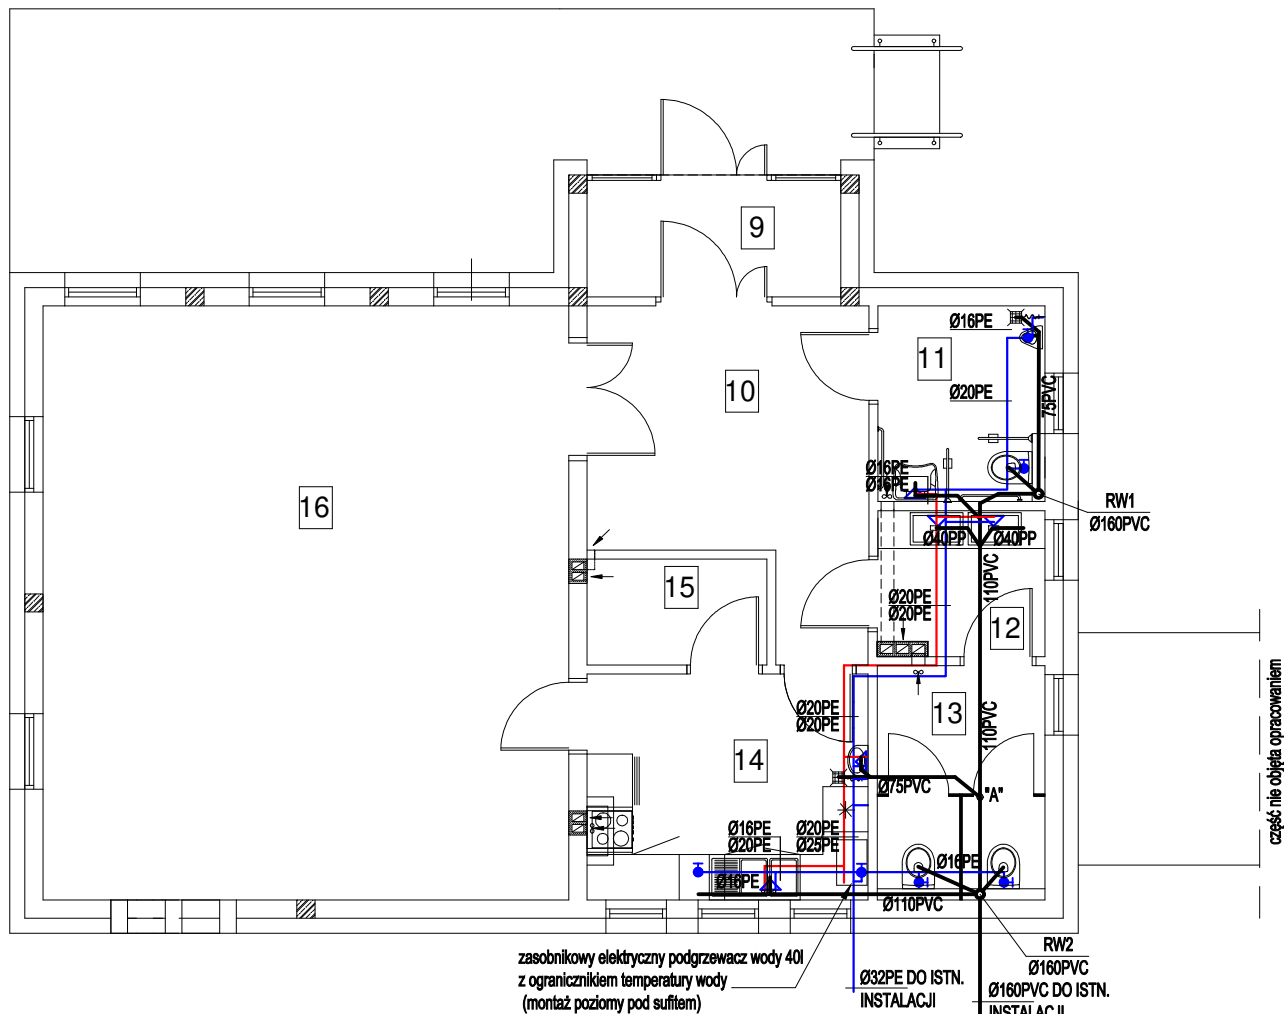 9
Ø16PE
11
10
Ø20PE
75PVC
Ø16PE
Ø16PE
16
RW1
Ø160PVC
Ø40PP
Ø40PP
110PVC
15
Ø20PE
Ø20PE
12
Ø20PE
Ø20PE
13
110PVC
14
Ø75PVC
"A"
Ø16PE
Ø20PE
Ø20PE
Ø25PE
Ø16PE
Ø16PE
Ø110PVC
część nie objęta opracowaniem
zasobnikowy elektryczny podgrzewacz wody 40l
z ogranicznikiem temperatury wody
(montaż poziomy pod sufitem)
RW2
Ø160PVC
Ø32PE DO ISTN.
INSTALACJI
Ø160PVC DO ISTN.
INSTALACJI